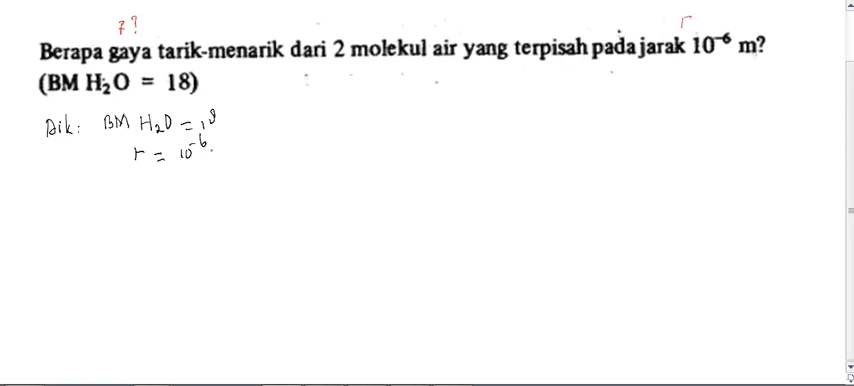 F?
r
Berapa gaya tarik-menarik dari 2 molekul air yang terpisah pada jarak 10⁻⁶ m?
(BM H₂O = 18)
Dik: BM H₂O = 18
r = 10⁻⁶.